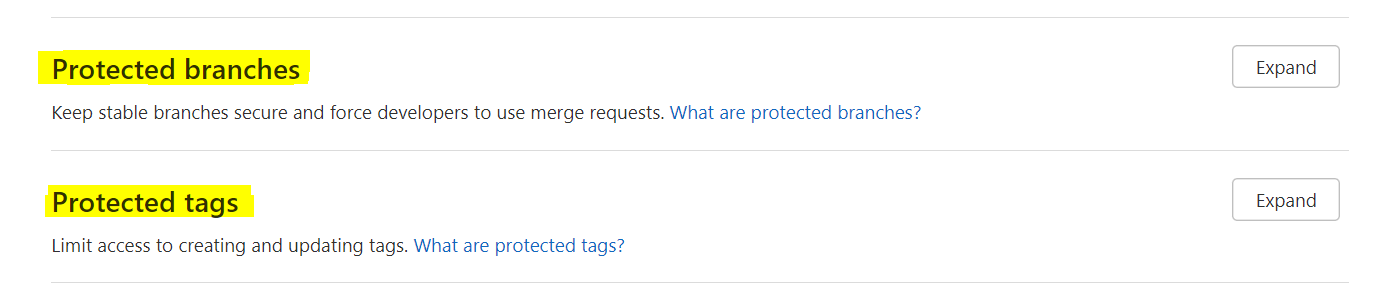 Protected branches
Expand
Keep stable branches secure and force developers to use merge requests. What are protected branches?
Protected tags
Expand
Limit access to creating and updating tags. What are protected tags?